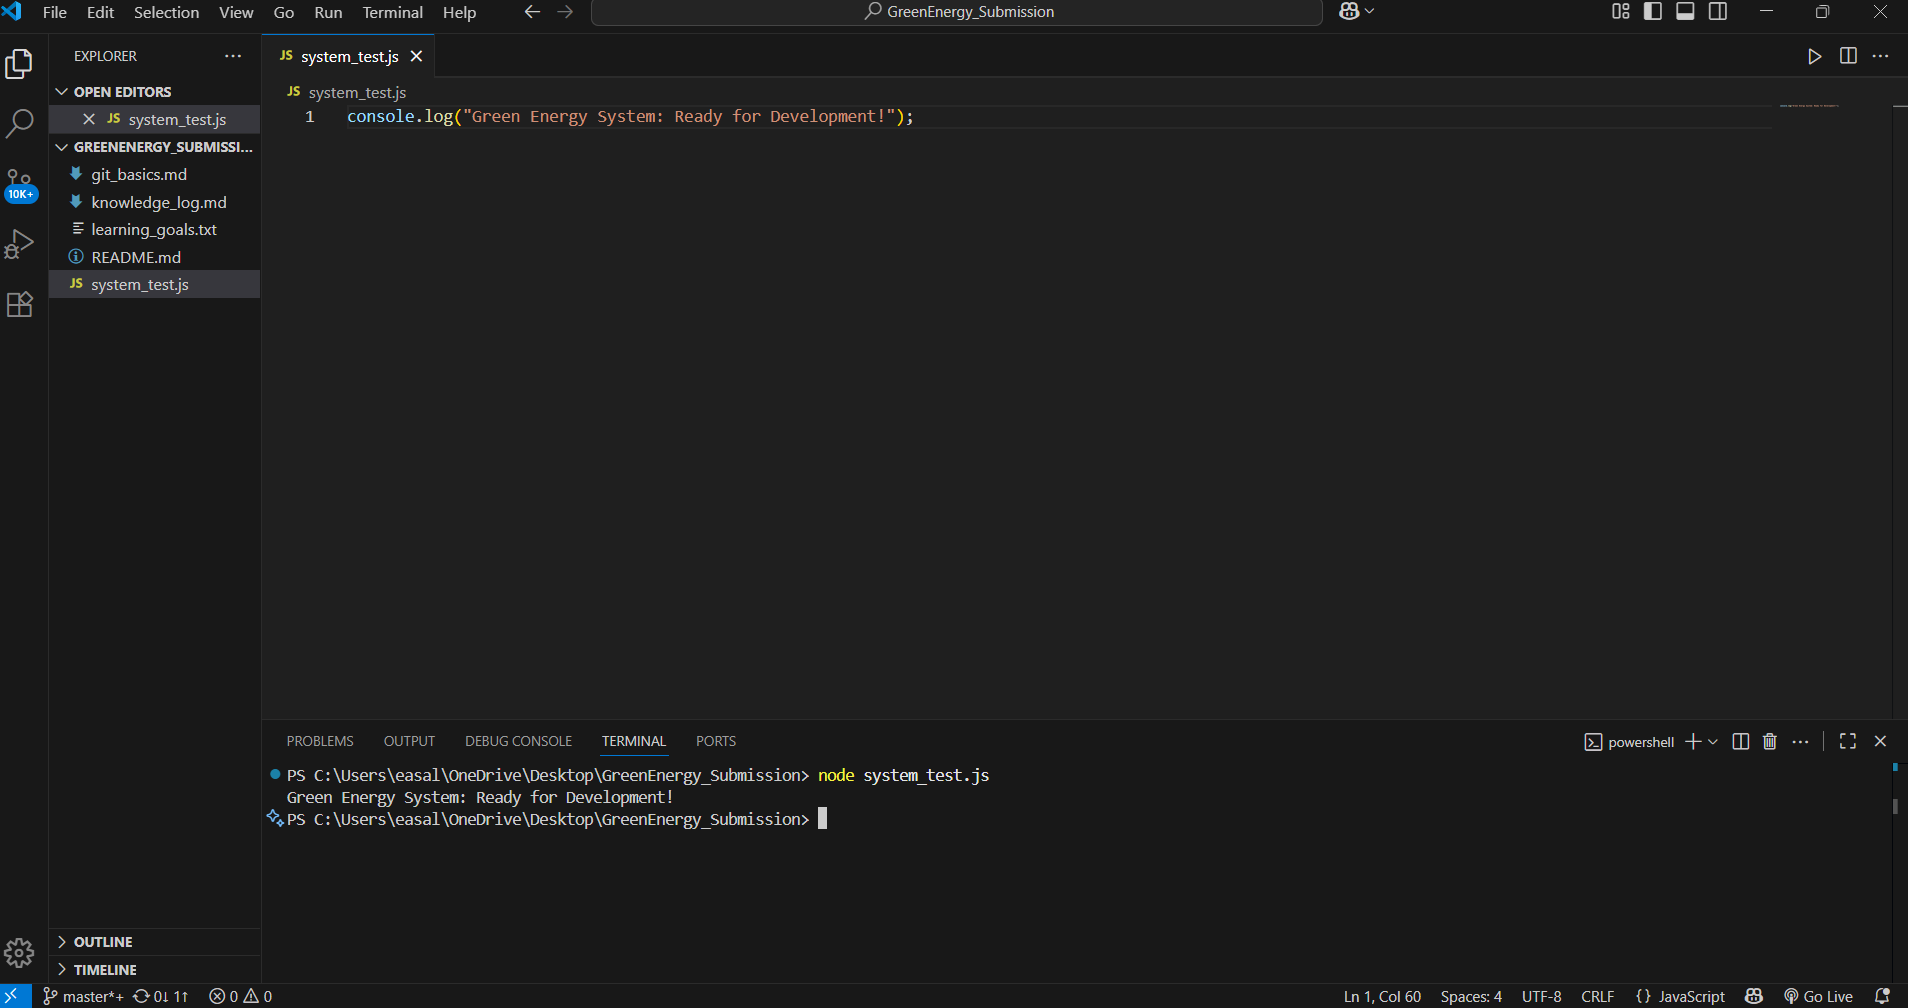 File Edit Selection View Go Run Terminal Help
GreenEnergy_Submission
EXPLORER
OPEN EDITORS
JS system_test.js
GREENENERGY_SUBMISSI...
git_basics.md
knowledge_log.md
learning_goals.txt
README.md
JS system_test.js
10K+
OUTLINE
TIMELINE
JS system_test.js
JS system_test.js
1 console.log("Green Energy System: Ready for Development!");
PROBLEMS OUTPUT DEBUG CONSOLE TERMINAL PORTS
powershell
PS C:\Users\easal\OneDrive\Desktop\GreenEnergy_Submission> node system_test.js
Green Energy System: Ready for Development!
PS C:\Users\easal\OneDrive\Desktop\GreenEnergy_Submission>
master*+ 0↓ 1↑ 0 0
Ln 1, Col 60 Spaces: 4 UTF-8 CRLF {} JavaScript Go Live